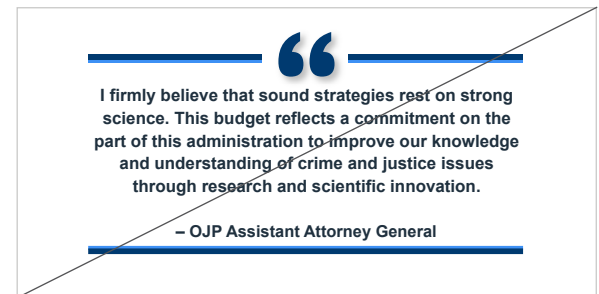 “
I firmly believe that sound strategies rest on strong
science. This budget reflects a commitment on the
part of this administration to improve our knowledge
and understanding of crime and justice issues
through research and scientific innovation.
– OJP Assistant Attorney General